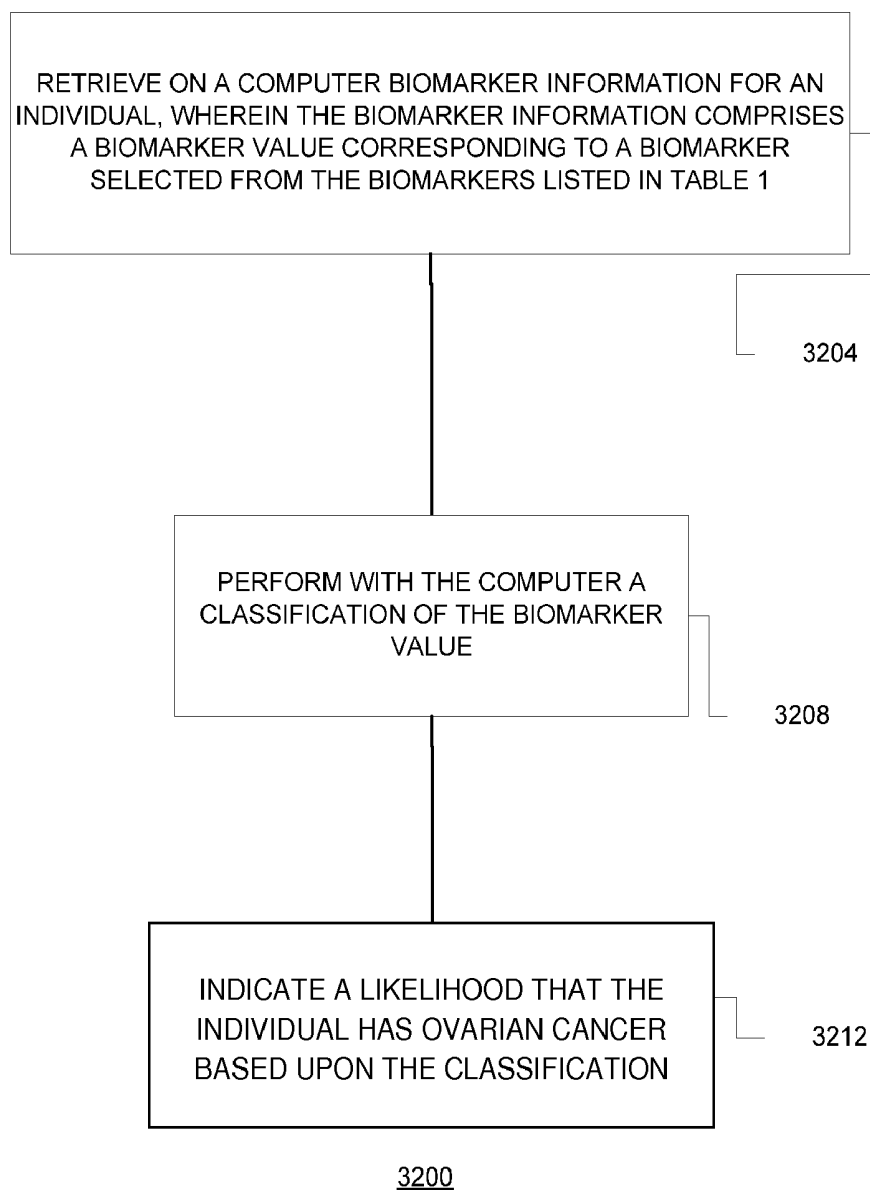 RETRIEVE ON A COMPUTER BIOMARKER INFORMATION FOR AN
INDIVIDUAL, WHEREIN THE BIOMARKER INFORMATION COMPRISES
A BIOMARKER VALUE CORRESPONDING TO A BIOMARKER
SELECTED FROM THE BIOMARKERS LISTED IN TABLE 1
3204
PERFORM WITH THE COMPUTER A
CLASSIFICATION OF THE BIOMARKER
VALUE
3208
INDICATE A LIKELIHOOD THAT THE
INDIVIDUAL HAS OVARIAN CANCER
BASED UPON THE CLASSIFICATION
3212
3200